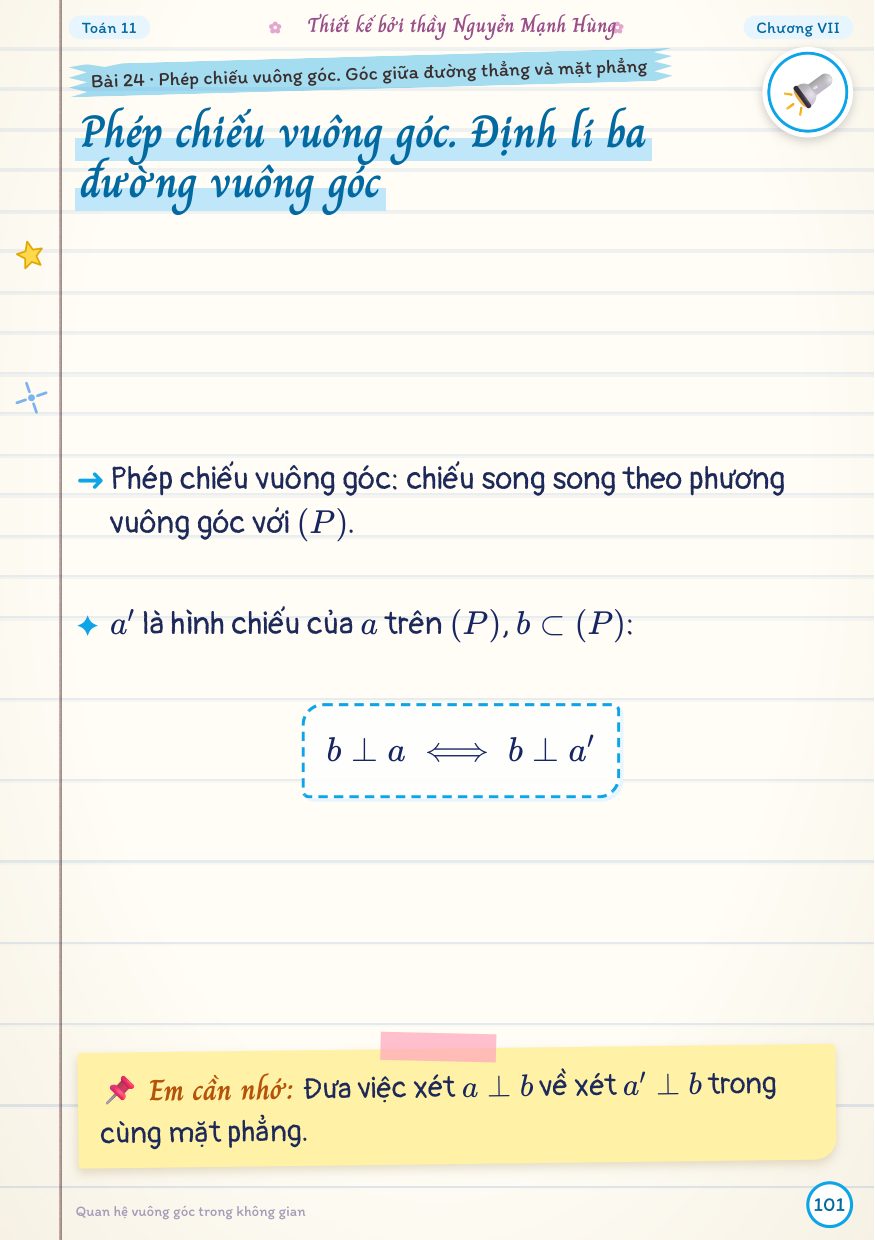 Toán 11
Thiết kế bởi thầy Nguyễn Mạnh Hùng
Chương VII
Bài 24 · Phép chiếu vuông góc. Góc giữa đường thẳng và mặt phẳng
Phép chiếu vuông góc. Định lí ba
đường vuông góc
→ Phép chiếu vuông góc: chiếu song song theo phương
vuông góc với (P).
✦ a′ là hình chiếu của a trên (P), b ⊂ (P):
b ⊥ a ⟺ b ⊥ a′
📌 Em cần nhớ: Đưa việc xét a ⊥ b về xét a′ ⊥ b trong
cùng mặt phẳng.
Quan hệ vuông góc trong không gian
101